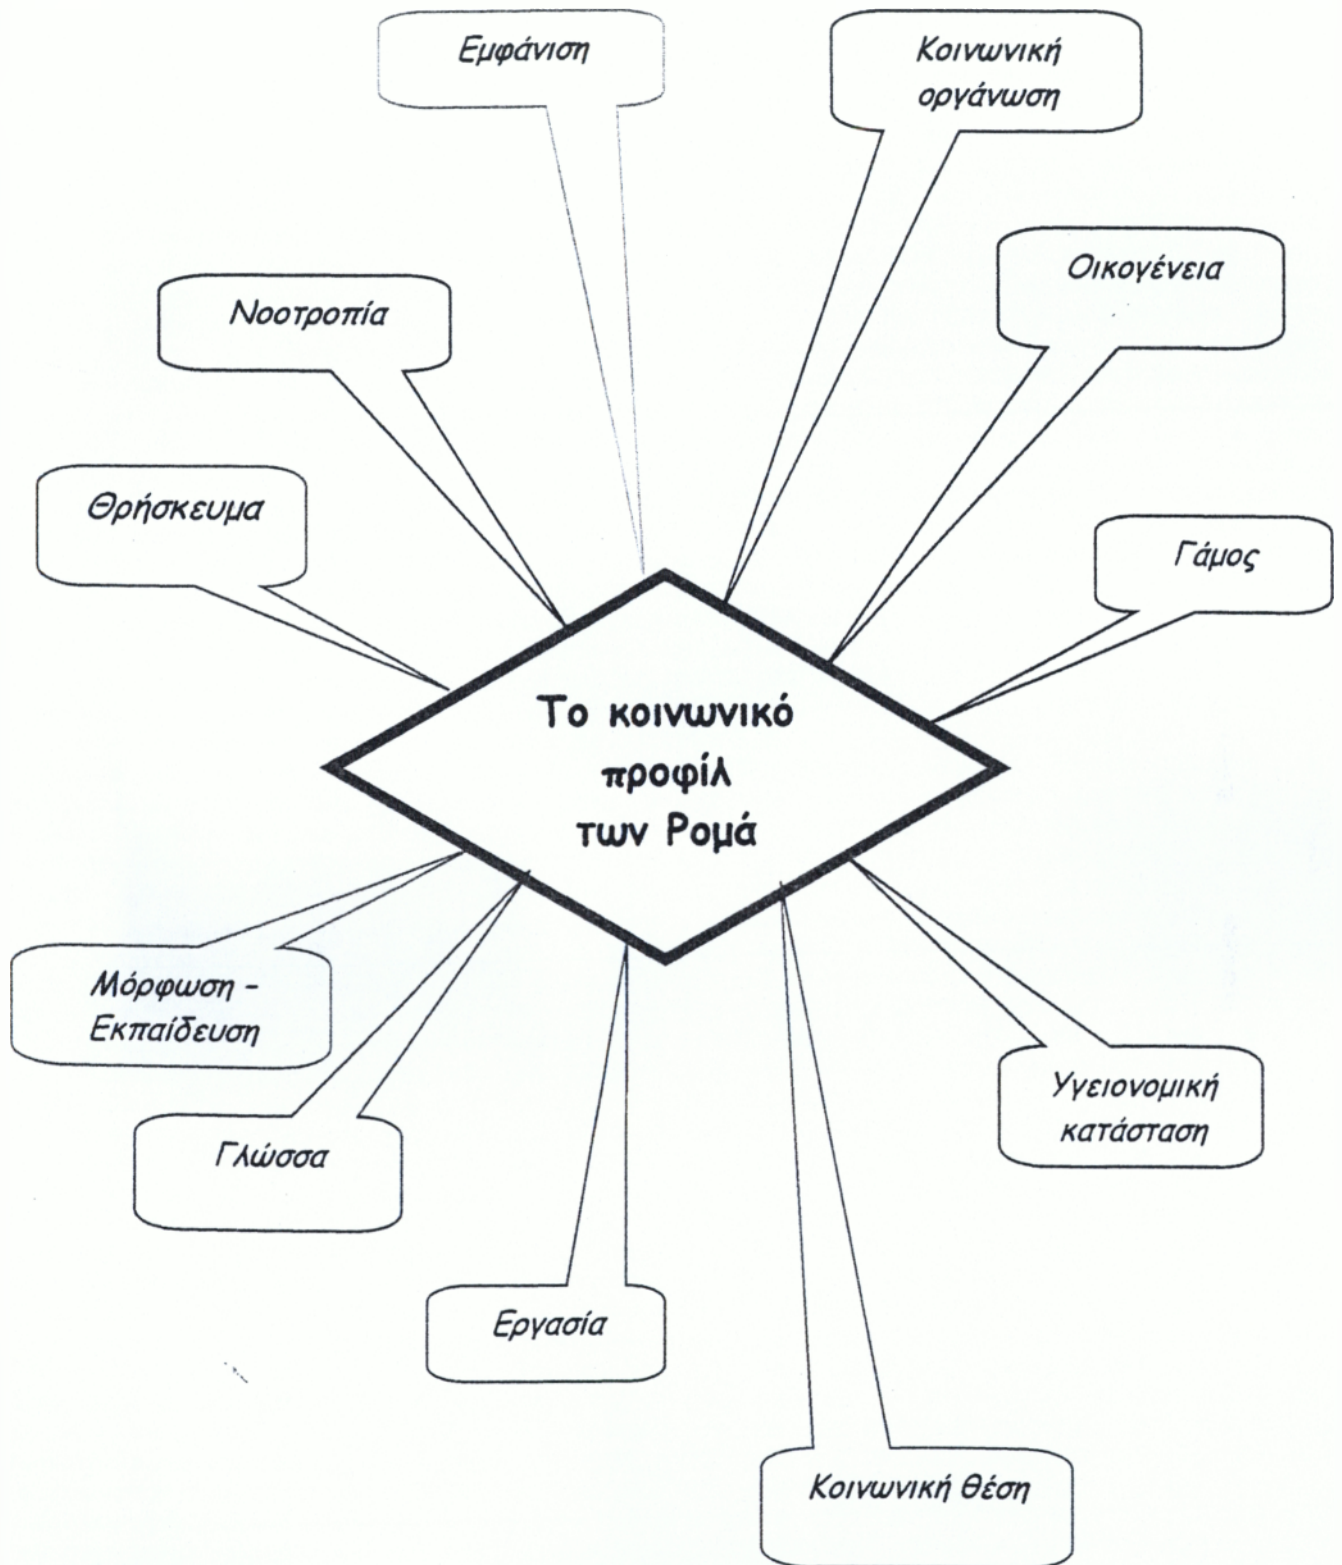 Εμφάνιση
Κοινωνική
οργάνωση
Οικογένεια
Νοοτροπία
Θρήσκευμα
Γάμος
Το κοινωνικό
προφίλ
των Ρομά
Μόρφωση -
Εκπαίδευση
Υγειονομική
κατάσταση
Γλώσσα
Εργασία
Κοινωνική θέση